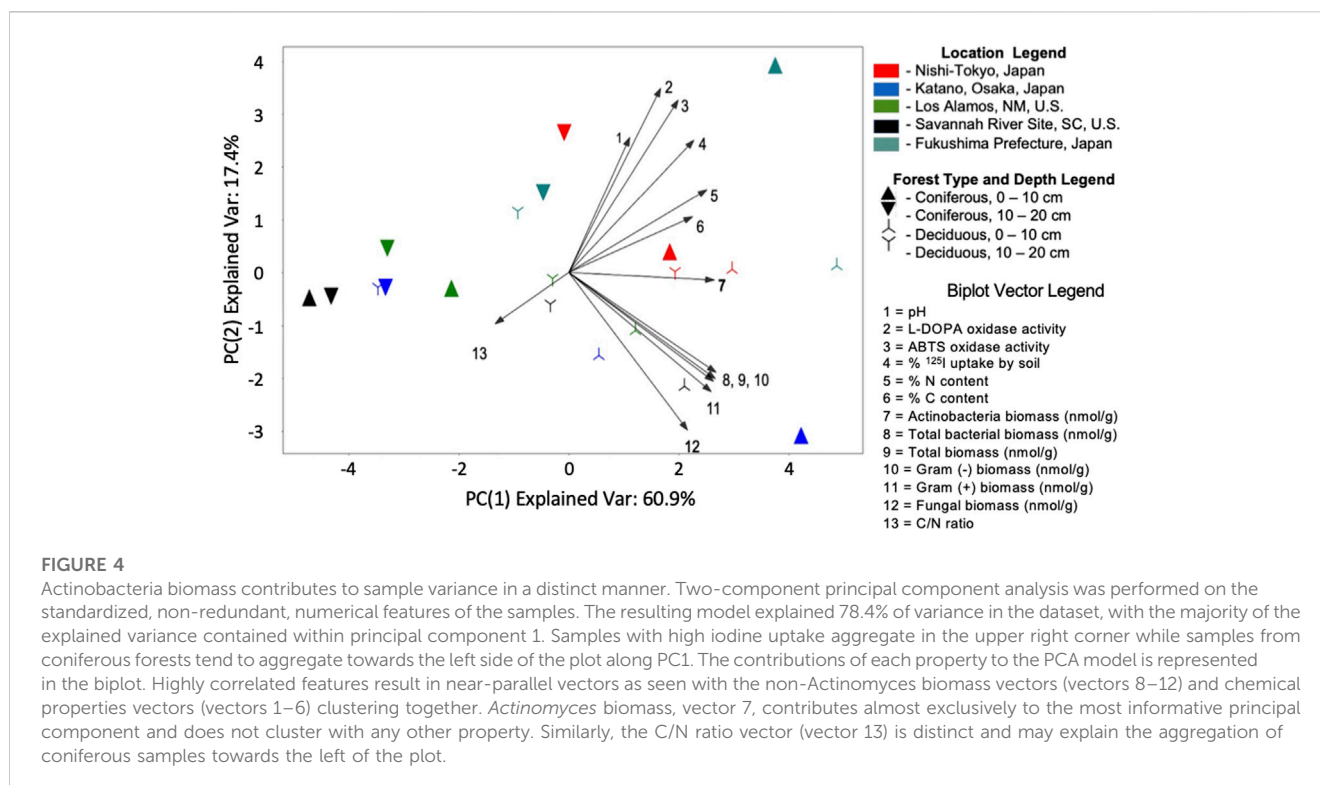 4
3
2
1
0
-1
-2
-3
PC(2) Explained Var: 17.4%
2
3
1
4
5
6
7
13
8, 9, 10
11
12
-4
-2
0
2
4
PC(1) Explained Var: 60.9%
Location Legend
- Nishi-Tokyo, Japan
- Katano, Osaka, Japan
- Los Alamos, NM, U.S.
- Savannah River Site, SC, U.S.
- Fukushima Prefecture, Japan
Forest Type and Depth Legend
- Coniferous, 0 – 10 cm
- Coniferous, 10 – 20 cm
- Deciduous, 0 – 10 cm
- Deciduous, 10 – 20 cm
Biplot Vector Legend
1 = pH
2 = L-DOPA oxidase activity
3 = ABTS oxidase activity
4 = % ¹²⁵I uptake by soil
5 = % N content
6 = % C content
7 = Actinobacteria biomass (nmol/g)
8 = Total bacterial biomass (nmol/g)
9 = Total biomass (nmol/g)
10 = Gram (-) biomass (nmol/g)
11 = Gram (+) biomass (nmol/g)
12 = Fungal biomass (nmol/g)
13 = C/N ratio
FIGURE 4
Actinobacteria biomass contributes to sample variance in a distinct manner. Two-component principal component analysis was performed on the
standardized, non-redundant, numerical features of the samples. The resulting model explained 78.4% of variance in the dataset, with the majority of the
explained variance contained within principal component 1. Samples with high iodine uptake aggregate in the upper right corner while samples from
coniferous forests tend to aggregate towards the left side of the plot along PC1. The contributions of each property to the PCA model is represented
in the biplot. Highly correlated features result in near-parallel vectors as seen with the non-Actinomyces biomass vectors (vectors 8–12) and chemical
properties vectors (vectors 1–6) clustering together. Actinomyces biomass, vector 7, contributes almost exclusively to the most informative principal
component and does not cluster with any other property. Similarly, the C/N ratio vector (vector 13) is distinct and may explain the aggregation of
coniferous samples towards the left of the plot.